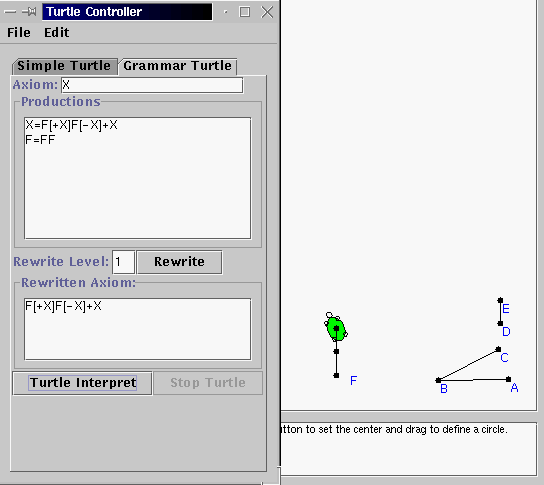 Turtle Controller
File Edit
Simple Turtle Grammar Turtle
Axiom: X
Productions
X=F[+X]F[-X]+X
F=FF
Rewrite Level: 1 Rewrite
Rewritten Axiom:
F[+X]F[-X]+X
Turtle Interpret Stop Turtle
E
D
C
F
B
A
to set the center and drag to define a circle.